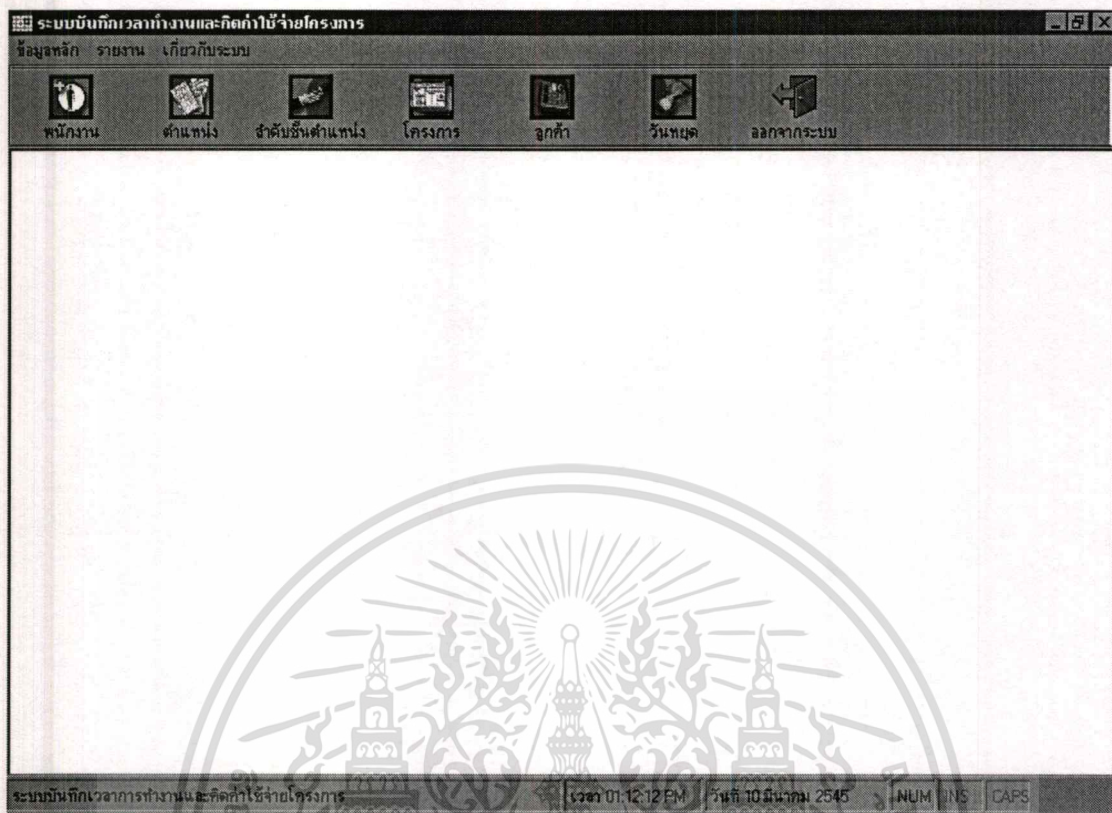 ระบบบันทึกเวลาทำงานและคิดค่าใช้จ่ายโครงการ
ข้อมูลหลัก รายงาน เกี่ยวกับระบบ
พนักงาน ตำแหน่ง ลำดับชั้นตำแหน่ง โครงการ ลูกค้า วันหยุด ออกจากระบบ
ระบบบันทึกเวลาการทำงานและคิดค่าใช้จ่ายโครงการ เวลา 01:12:12 PM วันที่ 10 มีนาคม 2545 NUM INS CAPS